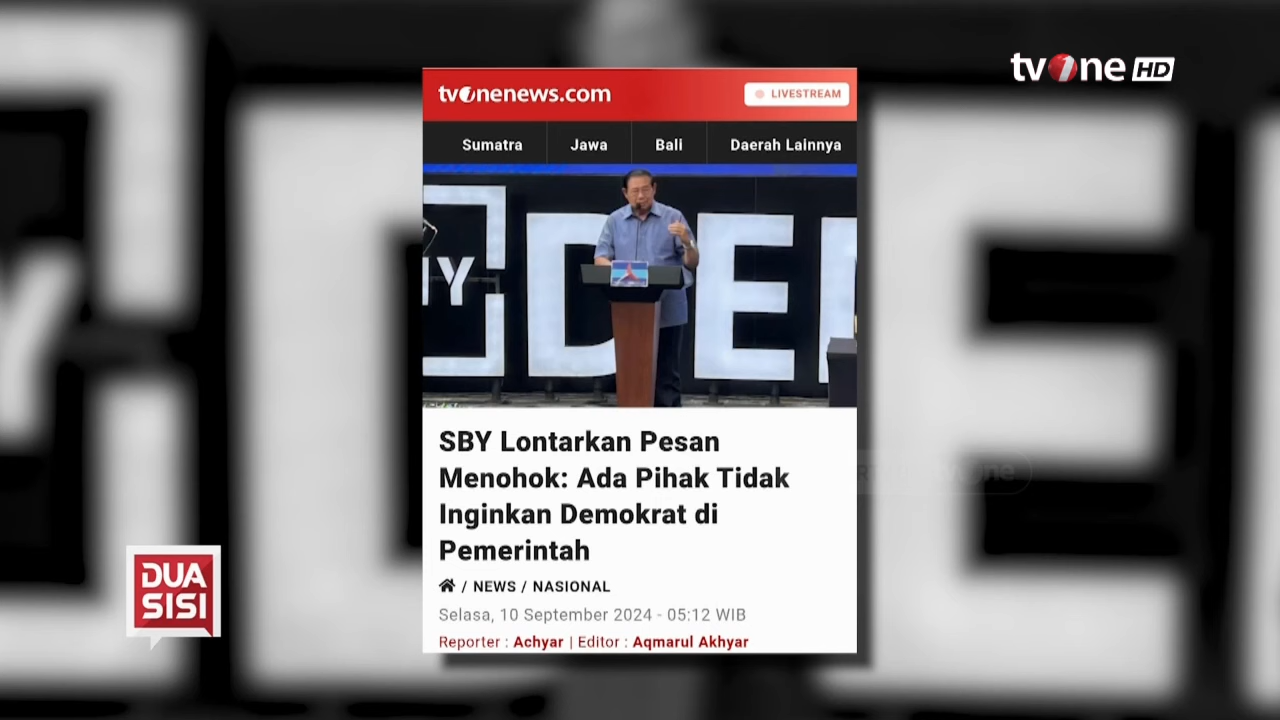 tvOne HD
tvOnenews.com
LIVESTREAM
Sumatra Jawa Bali Daerah Lainnya
DE
SBY Lontarkan Pesan
Menohok: Ada Pihak Tidak
Inginkan Demokrat di
Pemerintah
/ NEWS / NASIONAL
Selasa, 10 September 2024 - 05:12 WIB
Reporter : Achyar | Editor : Aqmarul Akhyar
DUA
SISI